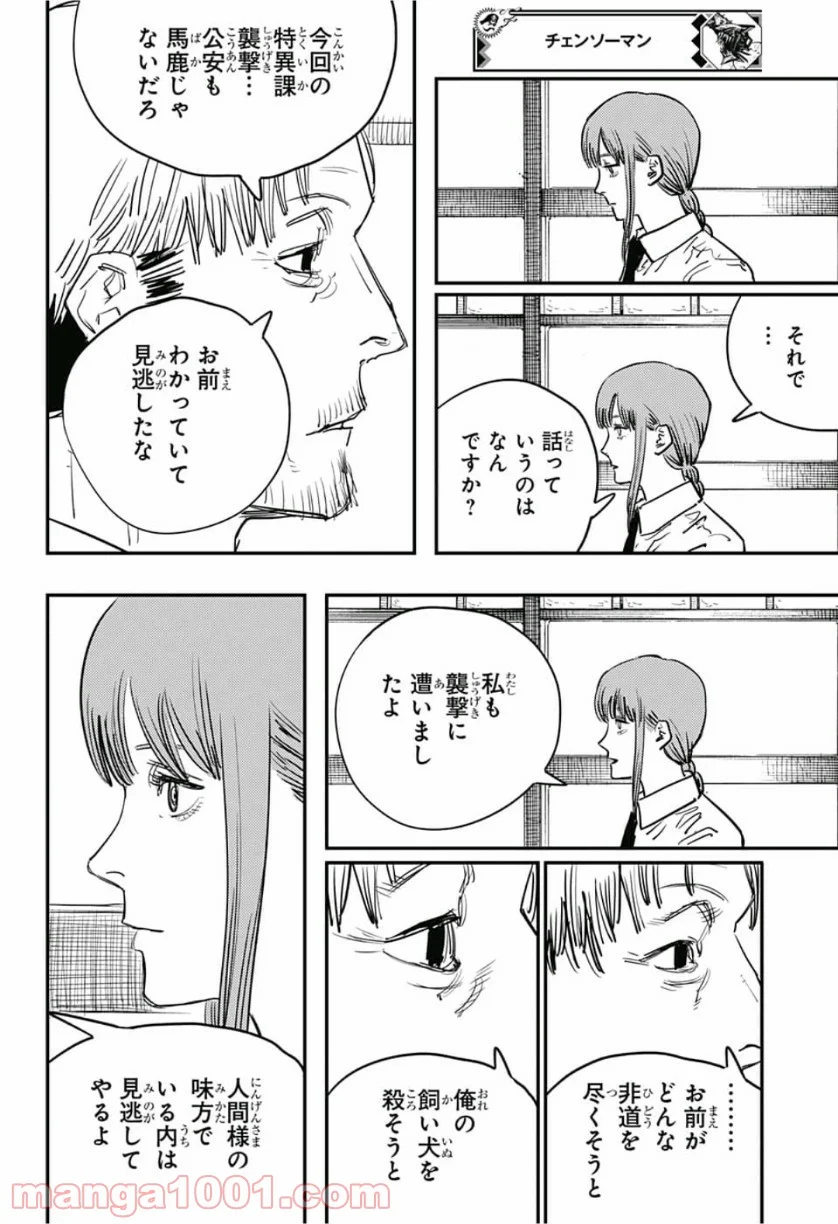 チェンソーマン
それで
…
話って
いうのは
なん
ですか?
今回の
特異課
襲撃…
公安も
馬鹿じゃ
ないだろ
お前
わかっていて
見逃したな
私も
襲撃に
遭いまし
たよ
………
お前が
どんな
非道を
尽くそうと
俺の
飼い犬を
殺そうと
人間様の
味方で
いる内は
見逃して
やるよ
manga1001.com